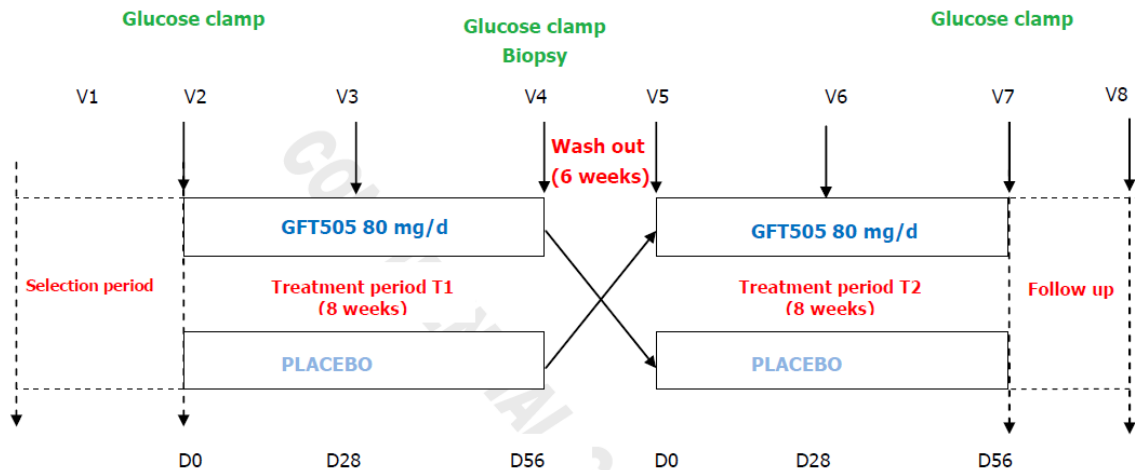 Glucose clamp
Glucose clamp
Biopsy
Glucose clamp
V1 V2 V3 V4 V5 V6 V7 V8
Wash out
(6 weeks)
GFT505 80 mg/d
GFT505 80 mg/d
Selection period
Treatment period T1
(8 weeks)
Treatment period T2
(8 weeks)
Follow up
PLACEBO
PLACEBO
D0 D28 D56 D0 D28 D56